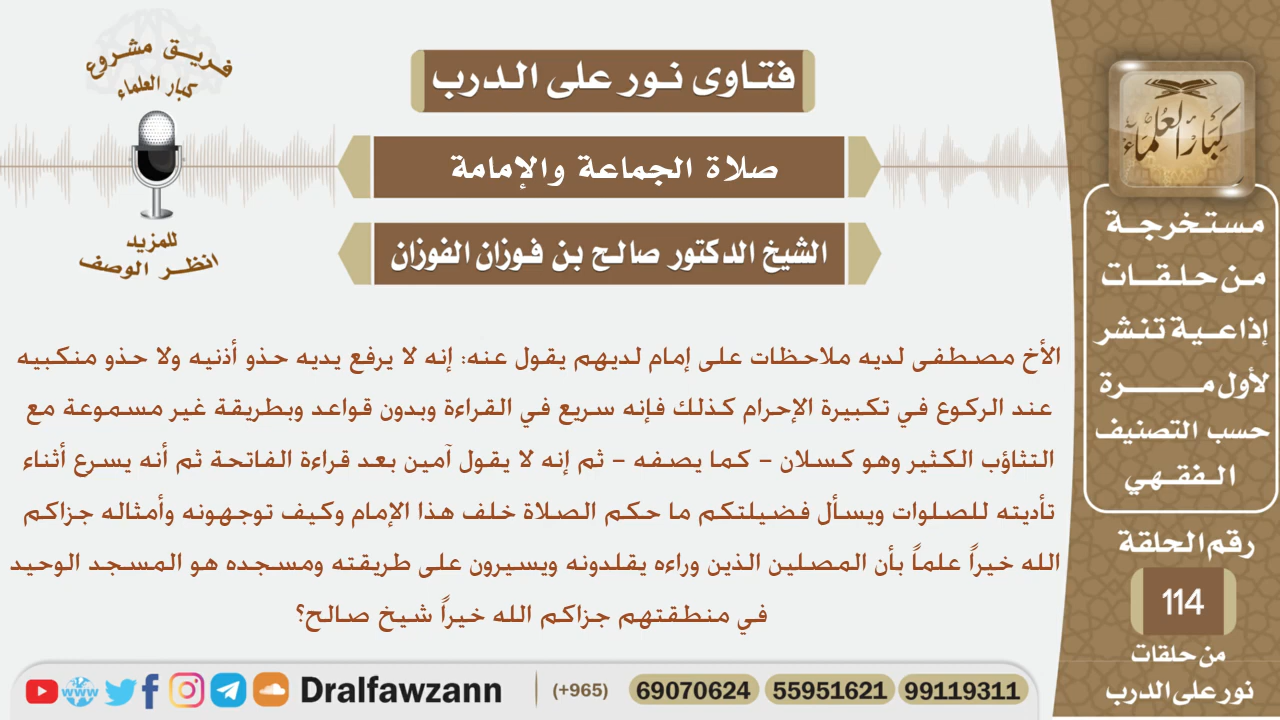 فريق مشروع
كبار العلماء
للمزيد
انظر الوصف
فتاوى نور على الدرب
صلاة الجماعة والإمامة
الشيخ الدكتور صالح بن فوزان الفوزان
الأخ مصطفى لديه ملاحظات على إمام لديهم يقول عنه: إنه لا يرفع يديه حذو أذنيه ولا حذو منكبيه
عند الركوع في تكبيرة الإحرام كذلك فإنه سريع في القراءة وبدون قواعد وبطريقة غير مسموعة مع
التثاؤب الكثير وهو كسلان - كما يصفه - ثم إنه لا يقول آمين بعد قراءة الفاتحة ثم أنه يسرع أثناء
تأديته للصلوات ويسأل فضيلتكم ما حكم الصلاة خلف هذا الإمام وكيف توجهونه وأمثاله جزاكم
الله خيراً علماً بأن المصلين الذين وراءه يقلدونه ويسيرون على طريقته ومسجده هو المسجد الوحيد
في منطقتهم جزاكم الله خيراً شيخ صالح؟
كبار العلماء
مستخرجة
من حلقات
إذاعية تنشر
لأول مرة
حسب التصنيف
الفقهي
رقم الحلقة
114
من حلقات
نور على الدرب
www
Dralfawzann
(+965)
69070624
55951621
99119311